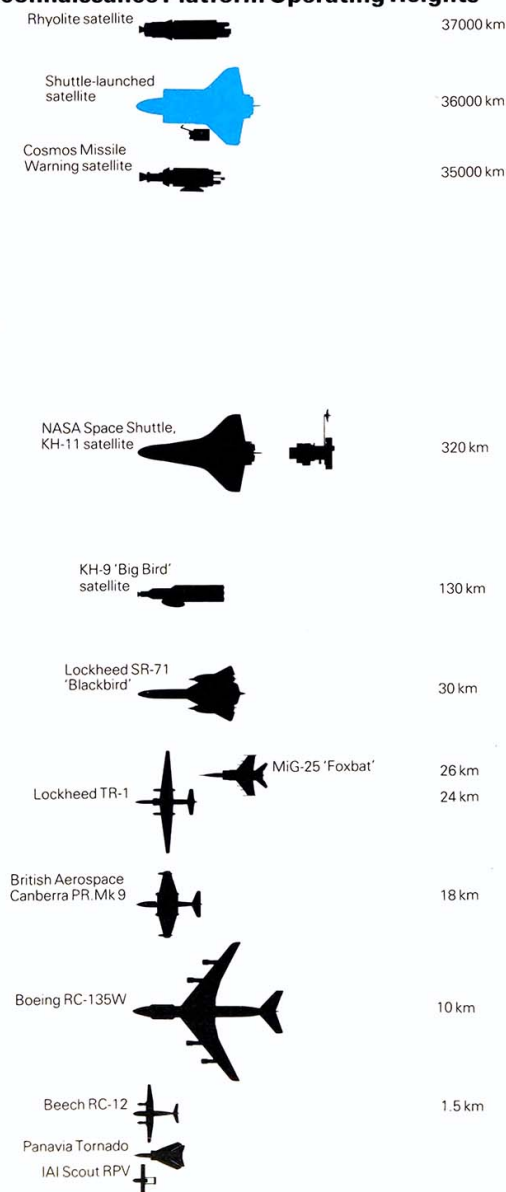 Platform Operating Heights
Rhyolite satellite
37000 km
Shuttle-launched
satellite
36000 km
Cosmos Missile
Warning satellite
35000 km
NASA Space Shuttle,
KH-11 satellite
320 km
KH-9 'Big Bird'
satellite
130 km
Lockheed SR-71
'Blackbird'
30 km
MiG-25 'Foxbat'
26 km
Lockheed TR-1
24 km
British Aerospace
Canberra PR.Mk 9
18 km
Boeing RC-135W
10 km
Beech RC-12
1.5 km
Panavia Tornado
IAI Scout RPV